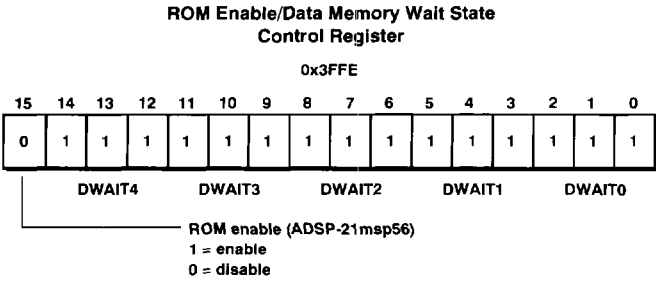 ROM Enable/Data Memory Wait State
Control Register
0x3FFE
15 14 13 12 11 10 9 8 7 6 5 4 3 2 1 0
0 1 1 1 1 1 1 1 1 1 1 1 1 1 1 1
DWAIT4 DWAIT3 DWAIT2 DWAIT1 DWAIT0
ROM enable (ADSP-21msp56)
1 = enable
0 = disable